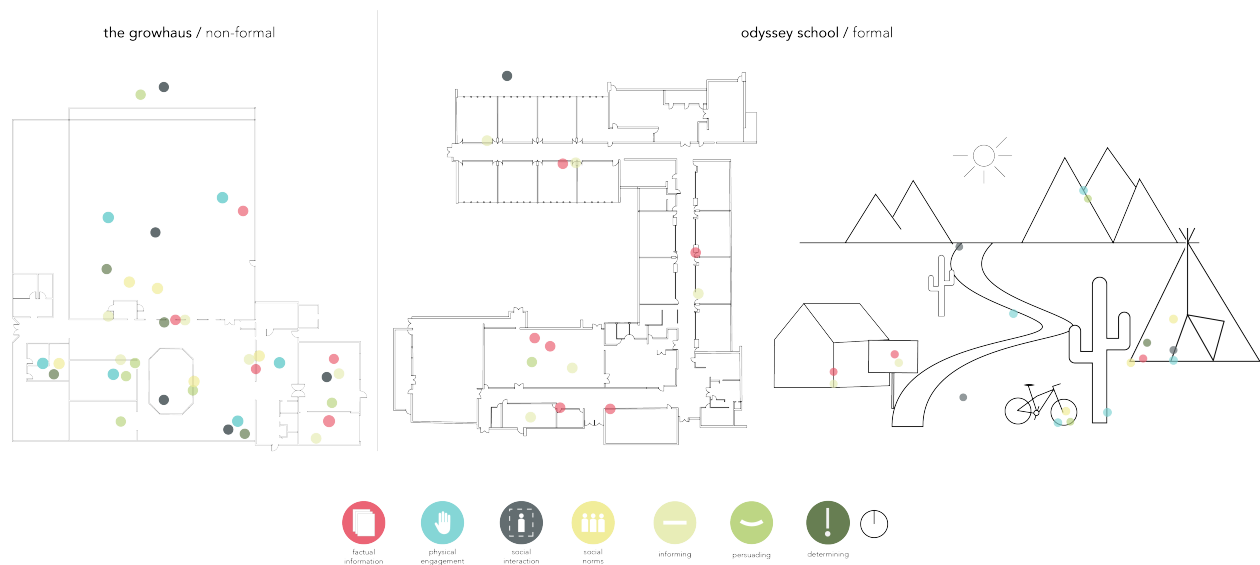 the growhaus / non-formal
odyssey school / formal
factual
information
physical
engagement
social
interaction
social
norms
informing
persuading
determining